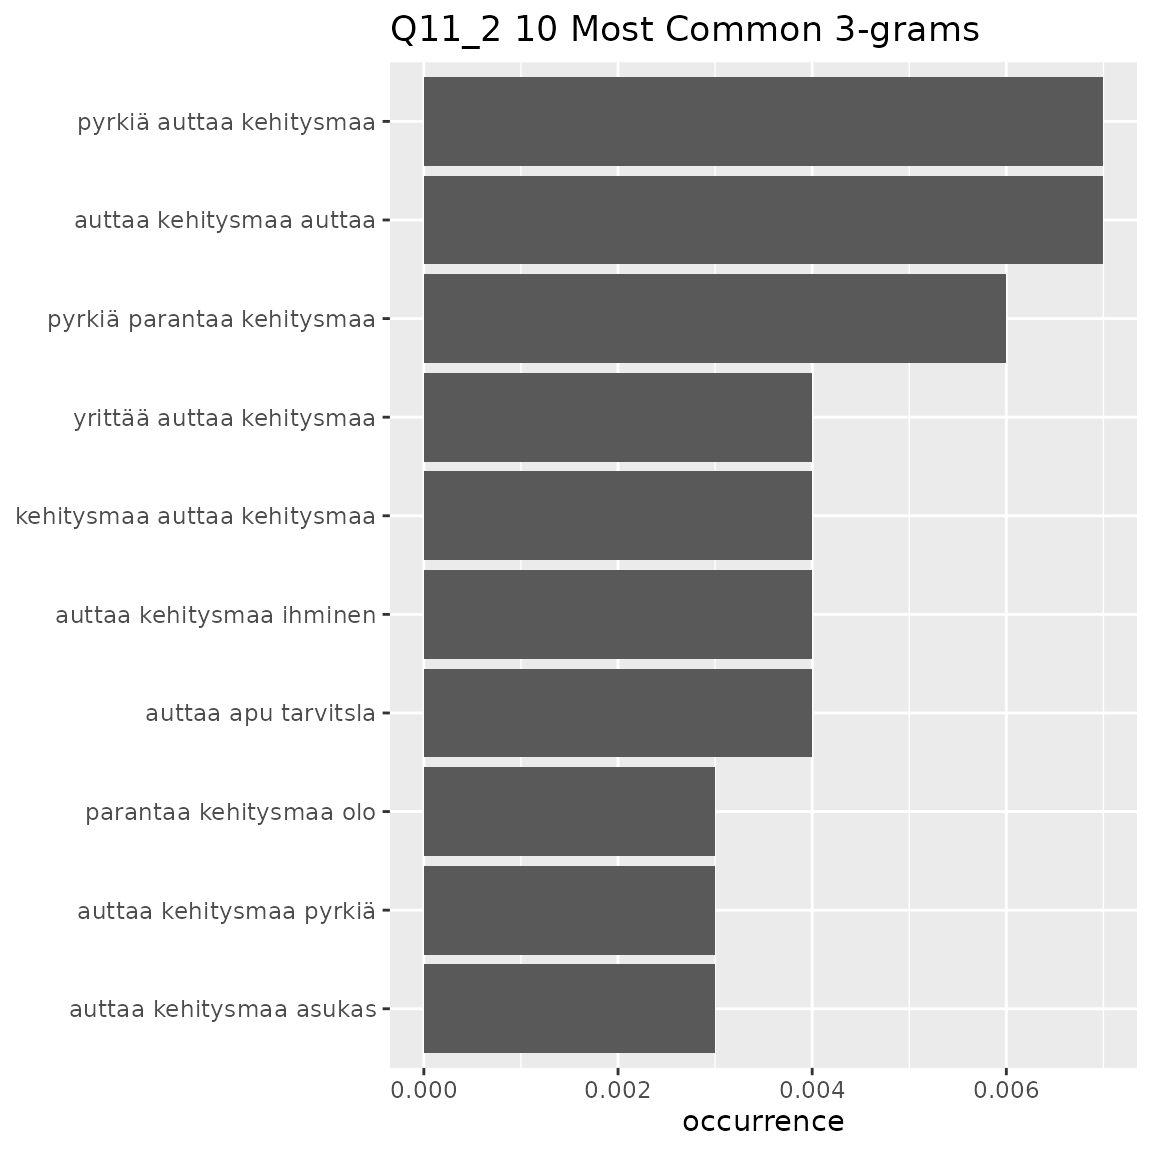 Q11_2 10 Most Common 3-grams
pyrkiä auttaa kehitysmaa
auttaa kehitysmaa auttaa
pyrkiä parantaa kehitysmaa
yrittää auttaa kehitysmaa
kehitysmaa auttaa kehitysmaa
auttaa kehitysmaa ihminen
auttaa apu tarvitsla
parantaa kehitysmaa olo
auttaa kehitysmaa pyrkiä
auttaa kehitysmaa asukas
0.000 0.002 0.004 0.006
occurrence